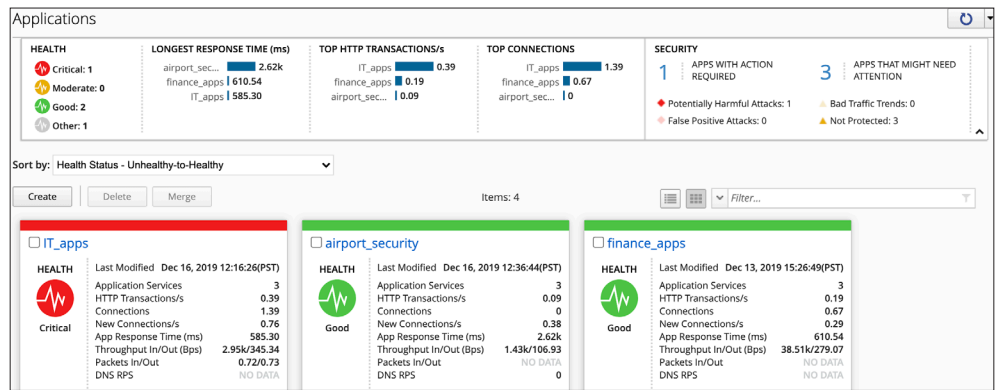 Applications
HEALTH
Critical: 1
Moderate: 0
Good: 2
Other: 1
LONGEST RESPONSE TIME (ms)
airport_sec... 2.62k
finance_apps 610.54
IT_apps 585.30
TOP HTTP TRANSACTIONS/s
IT_apps 0.39
finance_apps 0.19
airport_sec... 0.09
TOP CONNECTIONS
IT_apps 1.39
finance_apps 0.67
airport_sec... 0
SECURITY
1 APPS WITH ACTION
REQUIRED
3 APPS THAT MIGHT NEED
ATTENTION
Potentially Harmful Attacks: 1
Bad Traffic Trends: 0
False Positive Attacks: 0
Not Protected: 3
Sort by: Health Status - Unhealthy-to-Healthy
Create Delete Merge Items: 4 Filter...
IT_apps
HEALTH
Critical
Last Modified Dec 16, 2019 12:16:26(PST)
Application Services 3
HTTP Transactions/s 0.39
Connections 1.39
New Connections/s 0.76
App Response Time (ms) 585.30
Throughput In/Out (Bps) 2.95k/345.34
Packets In/Out 0.72/0.73
DNS RPS NO DATA
airport_security
HEALTH
Good
Last Modified Dec 16, 2019 12:36:44(PST)
Application Services 3
HTTP Transactions/s 0.09
Connections 0
New Connections/s 0.38
App Response Time (ms) 2.62k
Throughput In/Out (Bps) 1.43k/106.93
Packets In/Out NO DATA
DNS RPS 0
finance_apps
HEALTH
Good
Last Modified Dec 13, 2019 15:26:49(PST)
Application Services 3
HTTP Transactions/s 0.19
Connections 0.67
New Connections/s 0.29
App Response Time (ms) 610.54
Throughput In/Out (Bps) 38.51k/279.07
Packets In/Out NO DATA
DNS RPS NO DATA